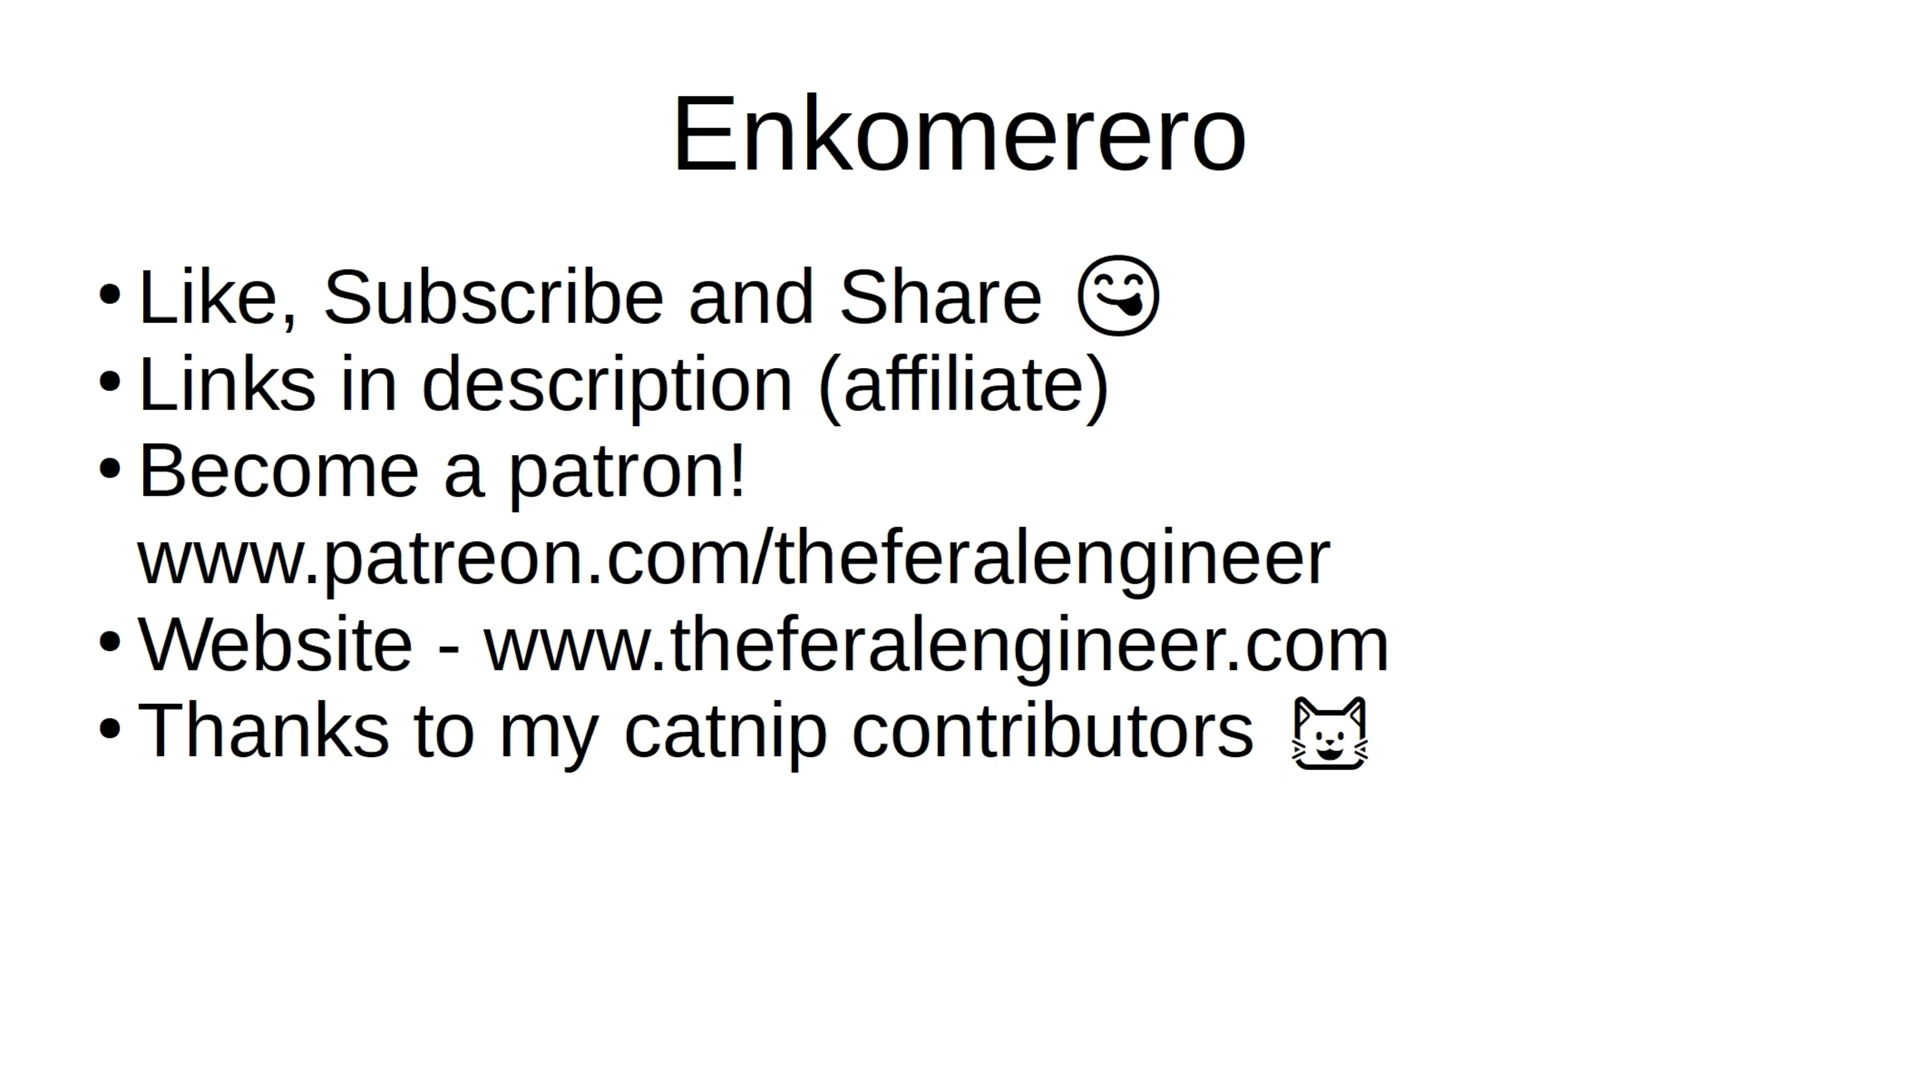 Enkomerero
• Like, Subscribe and Share 😋
• Links in description (affiliate)
• Become a patron!
www.patreon.com/theferalengineer
• Website - www.theferalengineer.com
• Thanks to my catnip contributors 😺